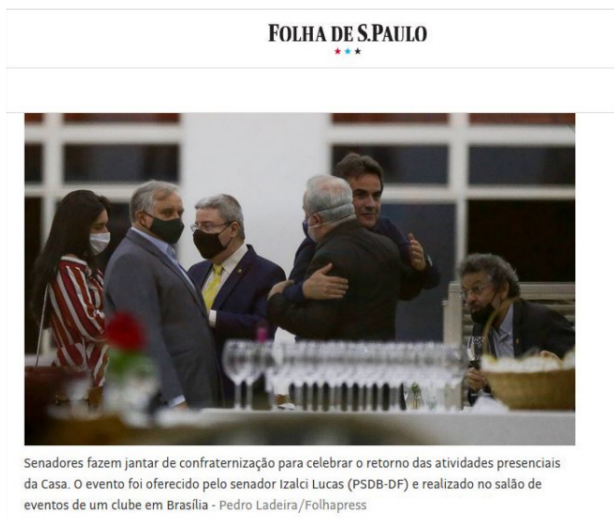 FOLHA DE S.PAULO
Senadores fazem jantar de confraternização para celebrar o retorno das atividades presenciais
da Casa. O evento foi oferecido pelo senador Izalci Lucas (PSDB-DF) e realizado no salão de
eventos de um clube em Brasília - Pedro Ladeira/Folhapress